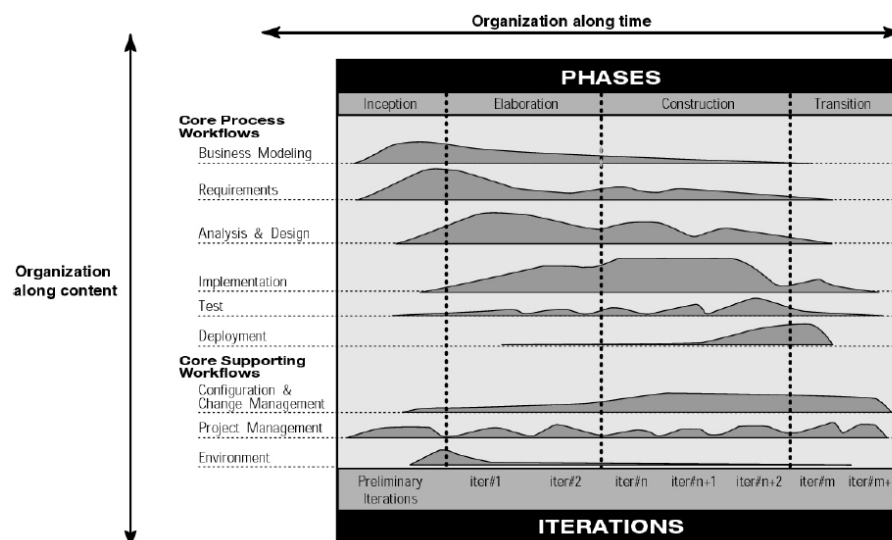 Organization along time
PHASES
Inception Elaboration Construction Transition
Core Process
Workflows
Business Modeling
Requirements
Analysis & Design
Organization
along content
Implementation
Test
Deployment
Core Supporting
Workflows
Configuration &
Change Management
Project Management
Environment
Preliminary
Iterations
iter#1 iter#2 iter#n iter#n+1 iter#n+2 iter#m iter#m+
ITERATIONS